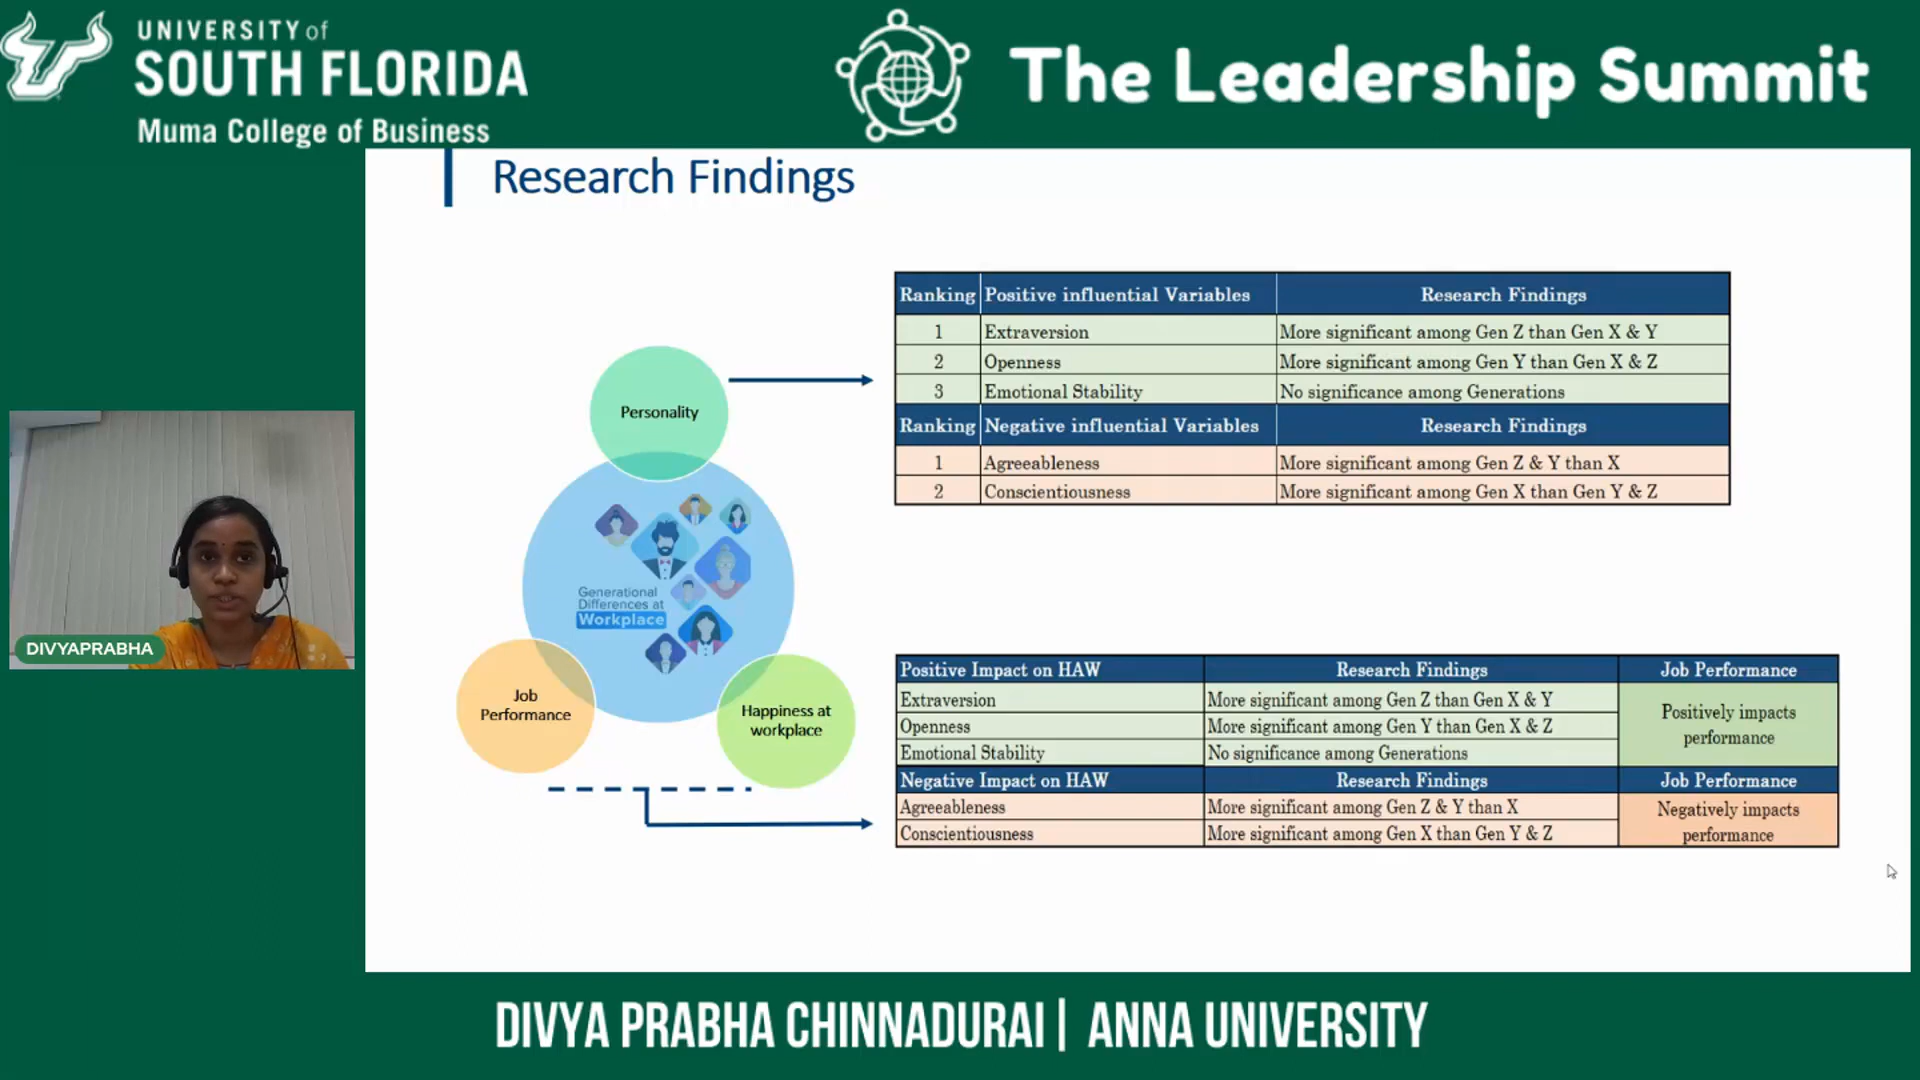 UNIVERSITY of
SOUTH FLORIDA
Muma College of Business
The Leadership Summit
Research Findings
Ranking Positive influential Variables Research Findings
1 Extraversion More significant among Gen Z than Gen X & Y
2 Openness More significant among Gen Y than Gen X & Z
3 Emotional Stability No significance among Generations
Ranking Negative influential Variables Research Findings
1 Agreeableness More significant among Gen Z & Y than X
2 Conscientiousness More significant among Gen X than Gen Y & Z
Personality
Generational
Differences at
Workplace
Job
Performance
Happiness at
workplace
Positive Impact on HAW Research Findings Job Performance
Extraversion More significant among Gen Z than Gen X & Y
Openness More significant among Gen Y than Gen X & Z
Emotional Stability No significance among Generations
Positively impacts
performance
Negative Impact on HAW Research Findings Job Performance
Agreeableness More significant among Gen Z & Y than X
Conscientiousness More significant among Gen X than Gen Y & Z
Negatively impacts
performance
DIVYAPRABHA
DIVYA PRABHA CHINNADURAI | ANNA UNIVERSITY